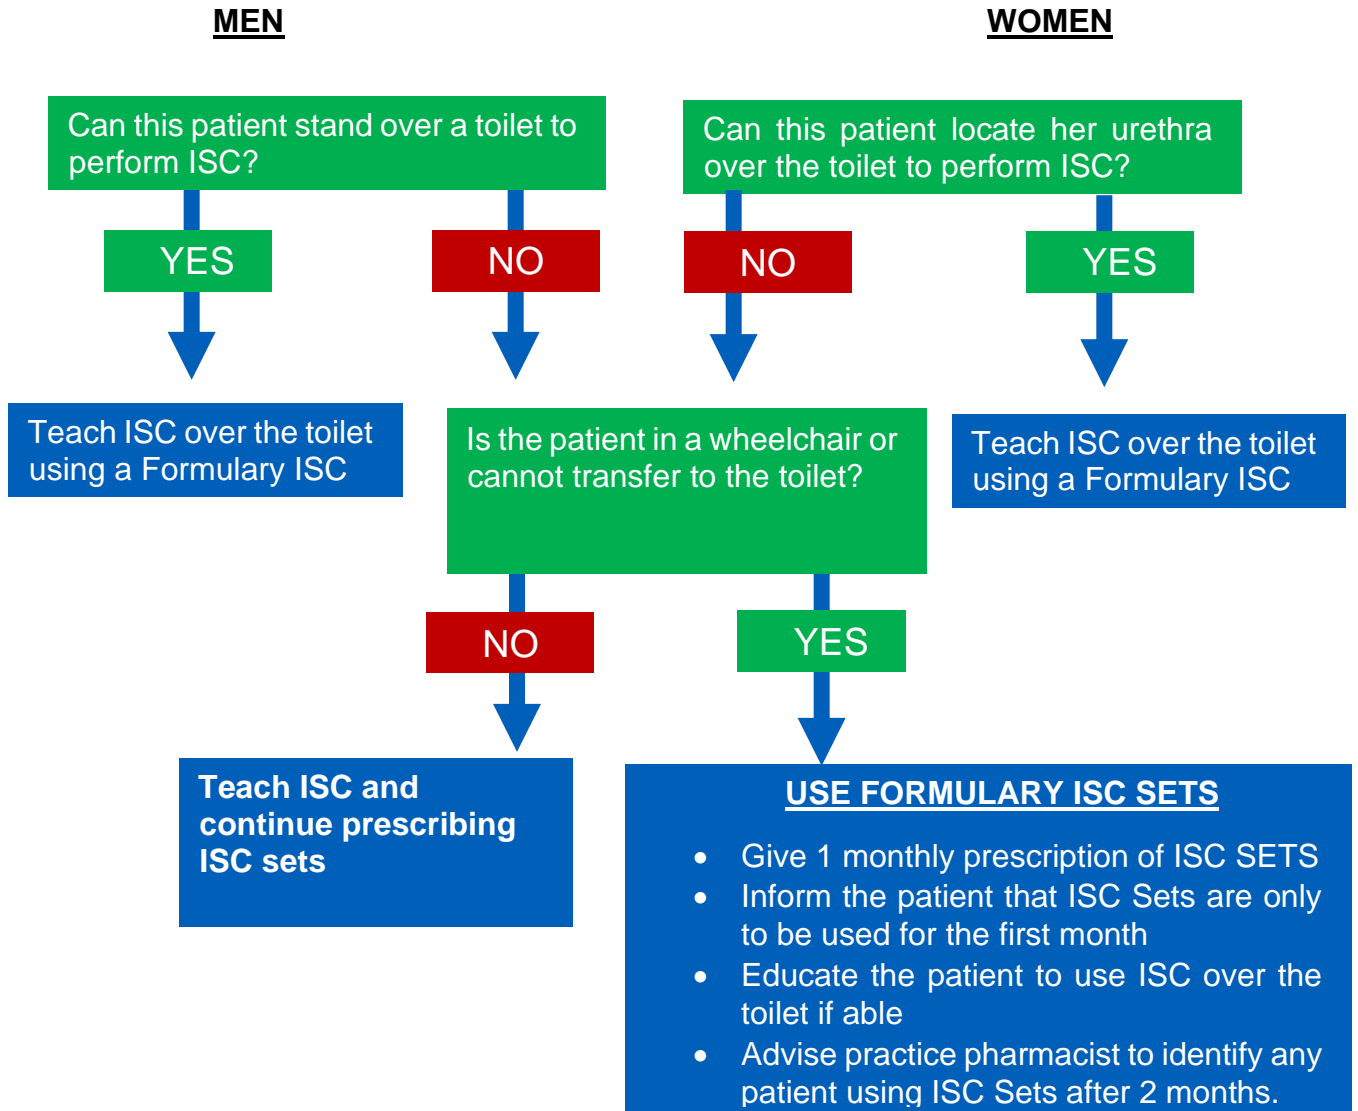 MEN
WOMEN
Can this patient stand over a toilet to
perform ISC?
Can this patient locate her urethra
over the toilet to perform ISC?
YES
NO
NO
YES
Teach ISC over the toilet
using a Formulary ISC
Is the patient in a wheelchair or
cannot transfer to the toilet?
Teach ISC over the toilet
using a Formulary ISC
NO
YES
Teach ISC and
continue prescribing
ISC sets
USE FORMULARY ISC SETS
• Give 1 monthly prescription of ISC SETS
• Inform the patient that ISC Sets are only
to be used for the first month
• Educate the patient to use ISC over the
toilet if able
• Advise practice pharmacist to identify any
patient using ISC Sets after 2 months.